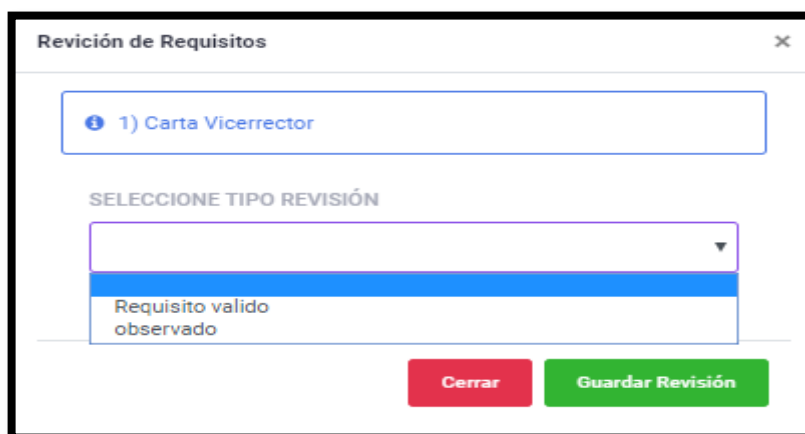 Revición de Requisitos ×
1) Carta Vicerrector
SELECCIONE TIPO REVISIÓN
Requisito valido
observado
Cerrar Guardar Revisión